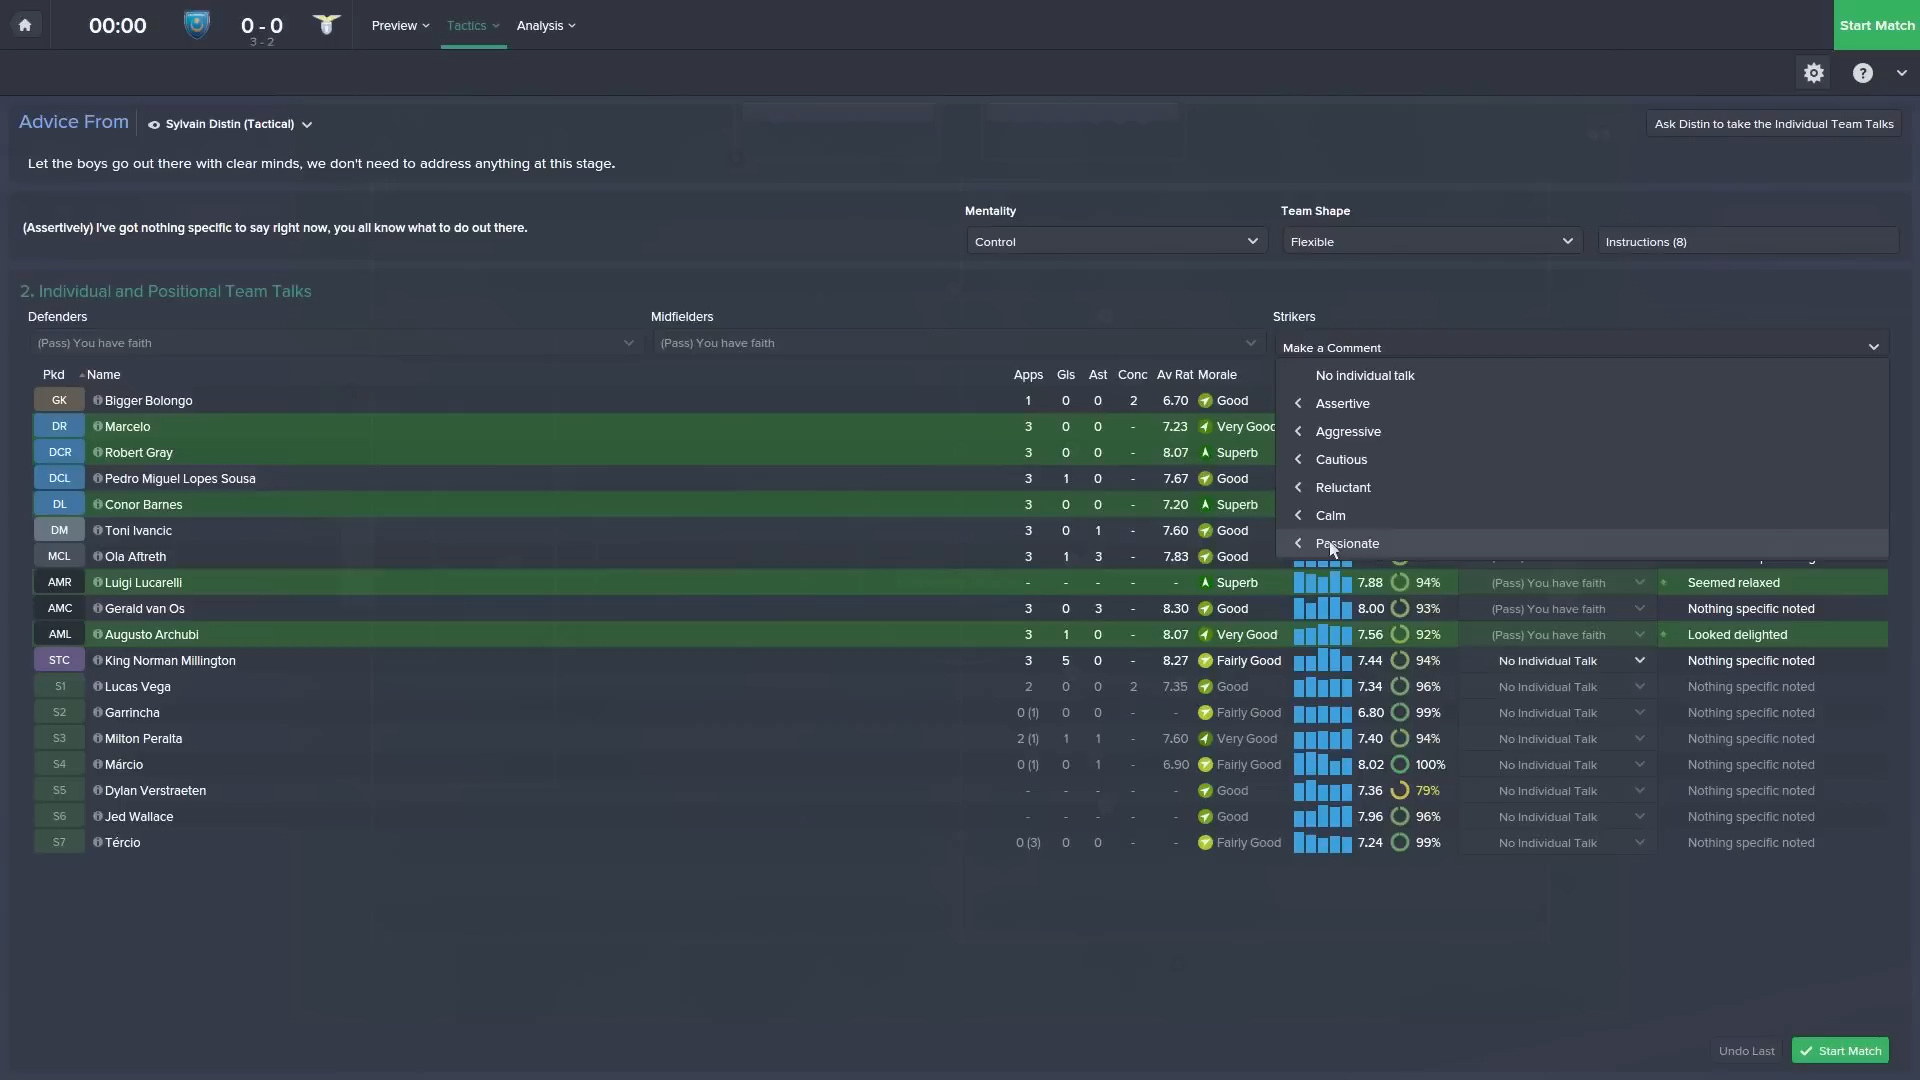 00:00 0 - 0 Preview Tactics Analysis Start Match
3 - 2
Advice From Sylvain Distin (Tactical) Ask Distin to take the Individual Team Talks
Let the boys go out there with clear minds, we don't need to address anything at this stage.
Mentality Team Shape
(Assertively) I've got nothing specific to say right now, you all know what to do out there.
Control Flexible Instructions (8)
2. Individual and Positional Team Talks
Defenders Midfielders Strikers
(Pass) You have faith (Pass) You have faith Make a Comment
Pkd Name Apps Gls Ast Conc Av Rat Morale No individual talk
GK Bigger Bolongo 1 0 0 2 6.70 Good Assertive
DR Marcelo 3 0 0 - 7.23 Very Good Aggressive
DCR Robert Gray 3 0 0 - 8.07 Superb Cautious
DCL Pedro Miguel Lopes Sousa 3 1 0 - 7.67 Good Reluctant
DL Conor Barnes 3 0 0 - 7.20 Superb Calm
DM Toni Ivancic 3 0 1 - 7.60 Good Passionate
MCL Ola Aftreth 3 1 3 - 7.83 Good
AMR Luigi Lucarelli - - - - - Superb 7.88 94% (Pass) You have faith Seemed relaxed
AMC Gerald van Os 3 0 3 - 8.30 Good 8.00 93% (Pass) You have faith Nothing specific noted
AML Augusto Archubi 3 1 0 - 8.07 Very Good 7.56 92% (Pass) You have faith Looked delighted
STC King Norman Millington 3 5 0 - 8.27 Fairly Good 7.44 94% No Individual Talk Nothing specific noted
S1 Lucas Vega 2 0 0 2 7.35 Good 7.34 96% No Individual Talk Nothing specific noted
S2 Garrincha 0 (1) 0 0 - - Fairly Good 6.80 99% No Individual Talk Nothing specific noted
S3 Milton Peralta 2 (1) 1 1 - 7.60 Very Good 7.40 94% No Individual Talk Nothing specific noted
S4 Márcio 0 (1) 0 1 - 6.90 Fairly Good 8.02 100% No Individual Talk Nothing specific noted
S5 Dylan Verstraeten - - - - - Good 7.36 79% No Individual Talk Nothing specific noted
S6 Jed Wallace - - - - - Good 7.96 96% No Individual Talk Nothing specific noted
S7 Tércio 0 (3) 0 0 - - Fairly Good 7.24 99% No Individual Talk Nothing specific noted
Undo Last Start Match